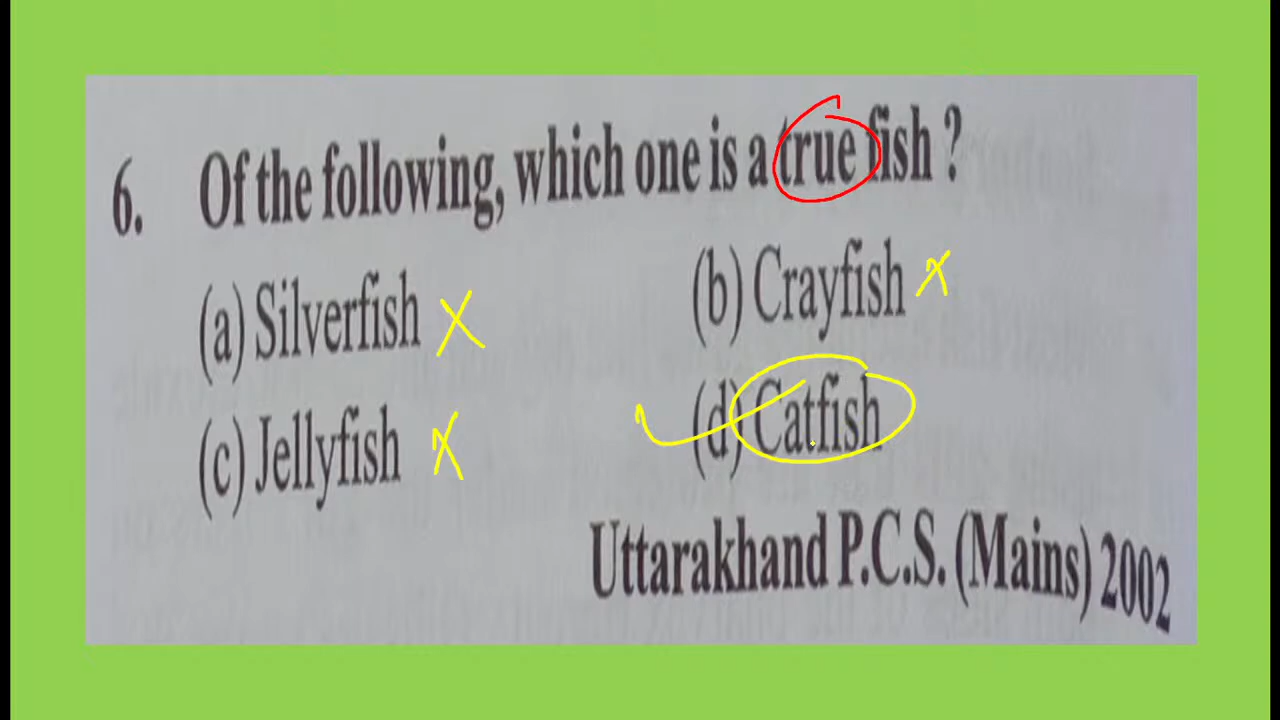 6. Of the following, which one is a true fish ?
(a) Silverfish (b) Crayfish
(c) Jellyfish (d) Catfish
Uttarakhand P.C.S. (Mains) 2002